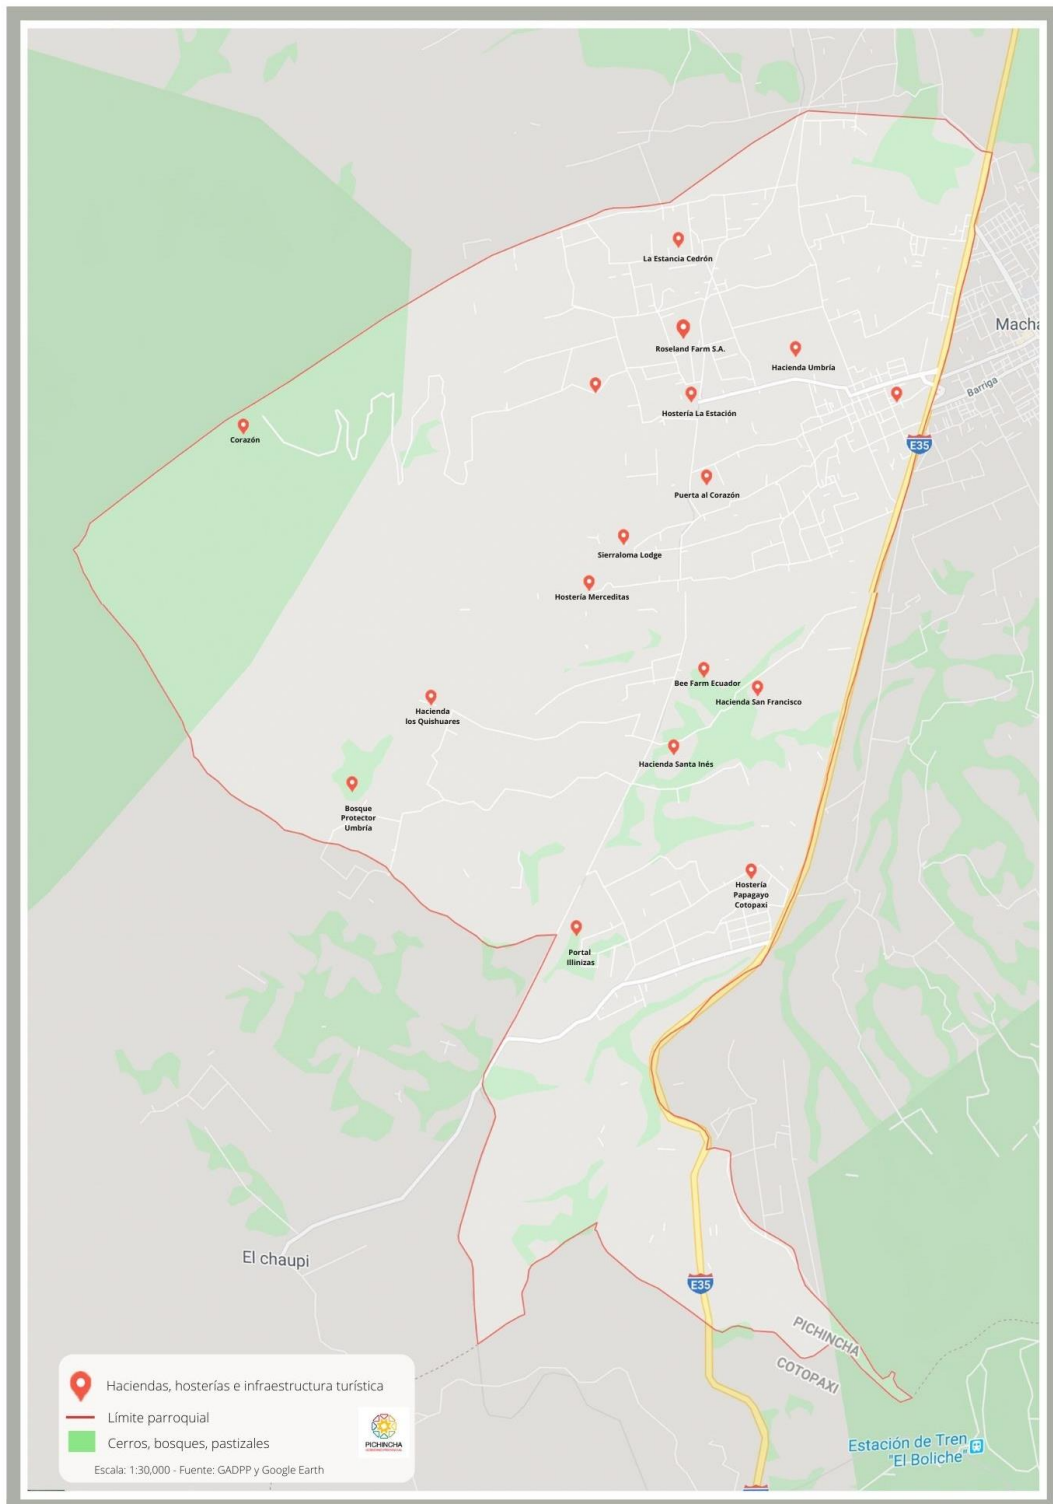 La Estancia Cedrón
Macha
Roseland Farm S.A.
Hacienda Umbría
Barriga
Hostería La Estación
Corazón
E35
Puerta al Corazón
Sierraloma Lodge
Hostería Merceditas
Bee Farm Ecuador
Hacienda San Francisco
Hacienda
los Quishuares
Hacienda Santa Inés
Bosque
Protector
Umbría
Hostería
Papagayo
Cotopaxi
Portal
Illinizas
El chaupi
E35
PICHINCHA
COTOPAXI
Haciendas, hosterías e infraestructura turística
Límite parroquial
Cerros, bosques, pastizales
PICHINCHA
Escala: 1:30,000 - Fuente: GADPP y Google Earth
Estación de Tren
"El Boliche"